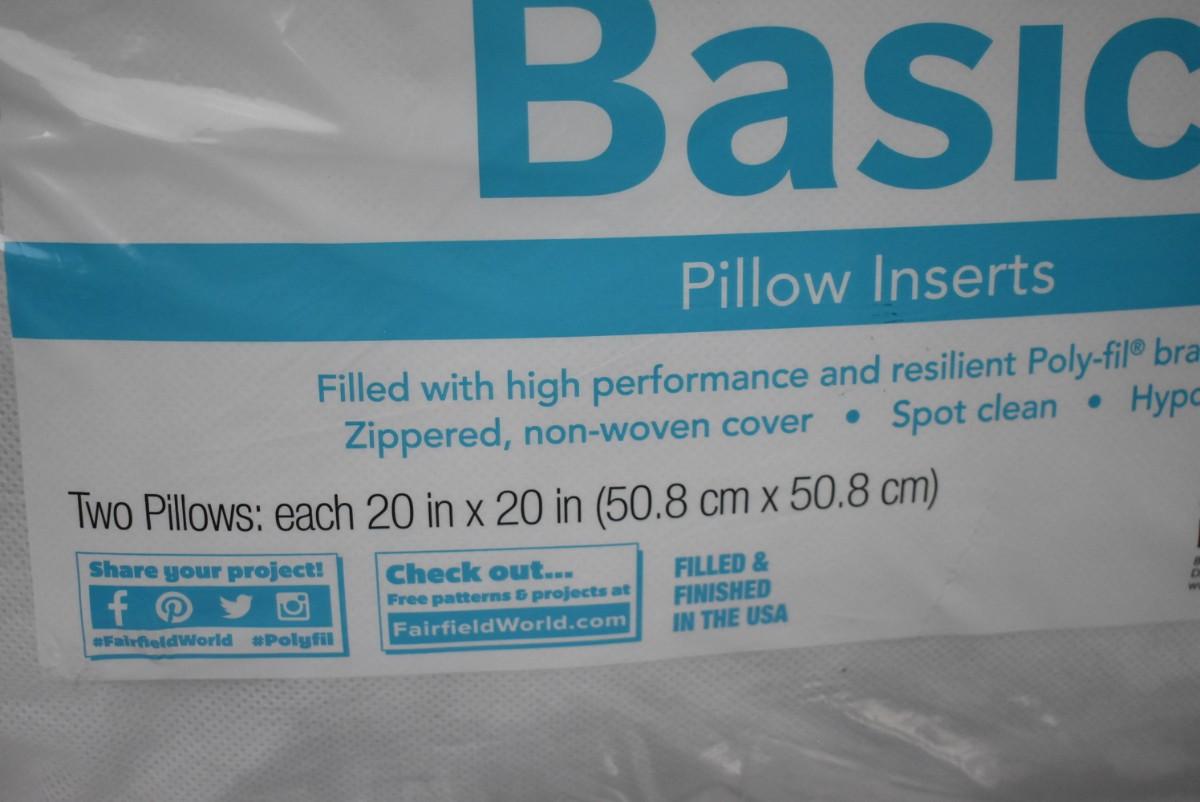 Basic
Pillow Inserts
Filled with high performance and resilient Poly-fil® bra
Zippered, non-woven cover • Spot clean • Hypo
Two Pillows: each 20 in x 20 in (50.8 cm x 50.8 cm)
Share your project!
#FairfieldWorld #Polyfil
Check out...
Free patterns & projects at
FairfieldWorld.com
FILLED &
FINISHED
IN THE USA